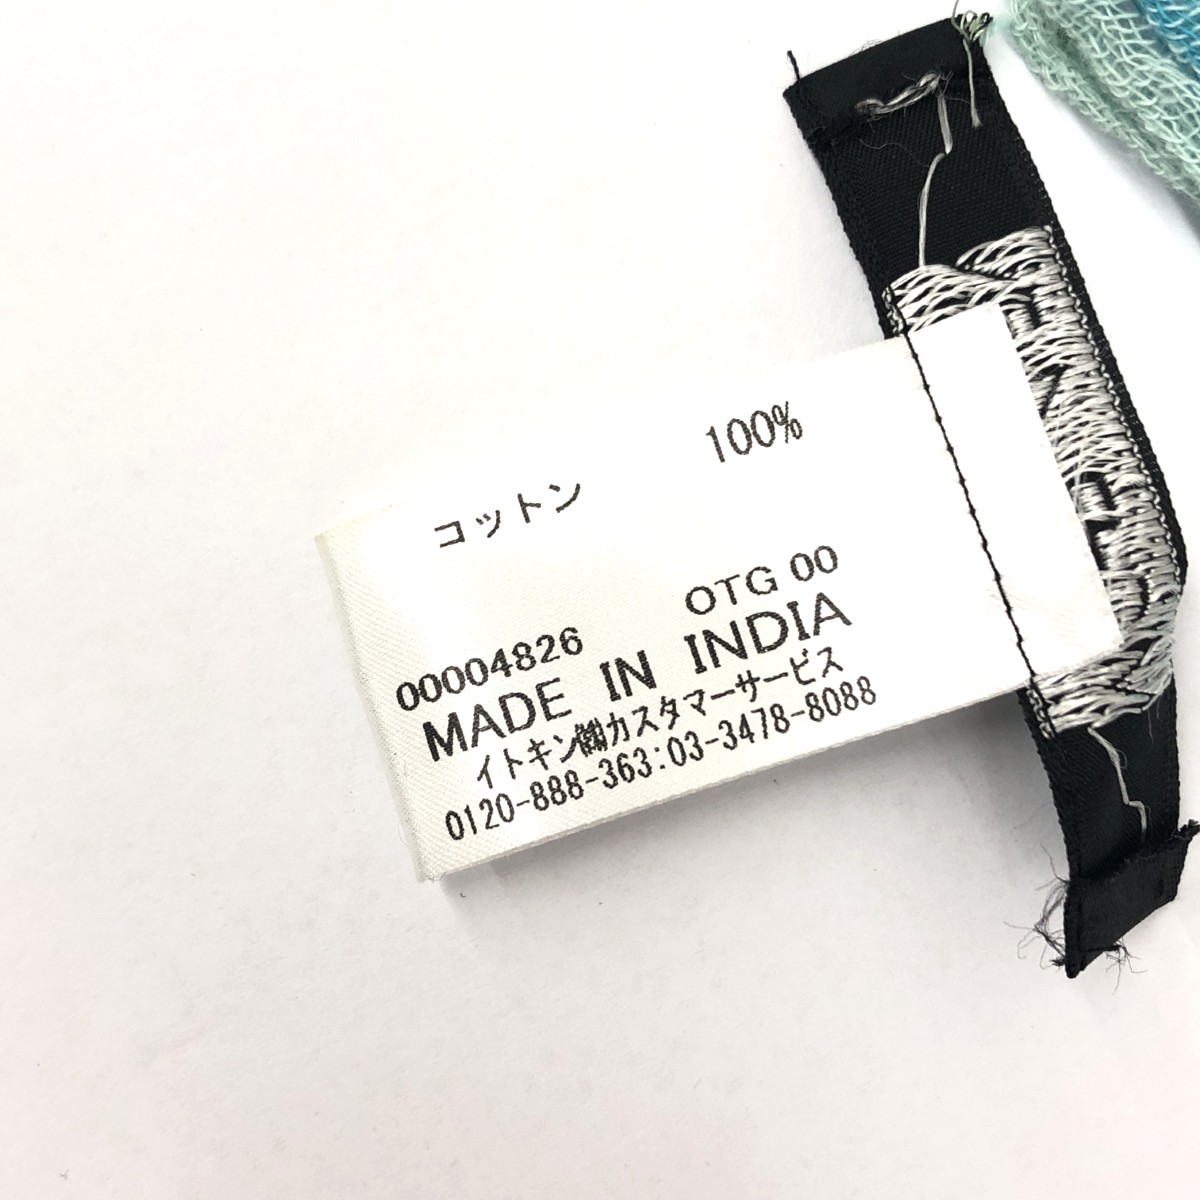 コットン 100%
00004826 OTG 00
MADE IN INDIA
イトキン㈱カスタマーサービス
0120-888-363:03-3478-8088